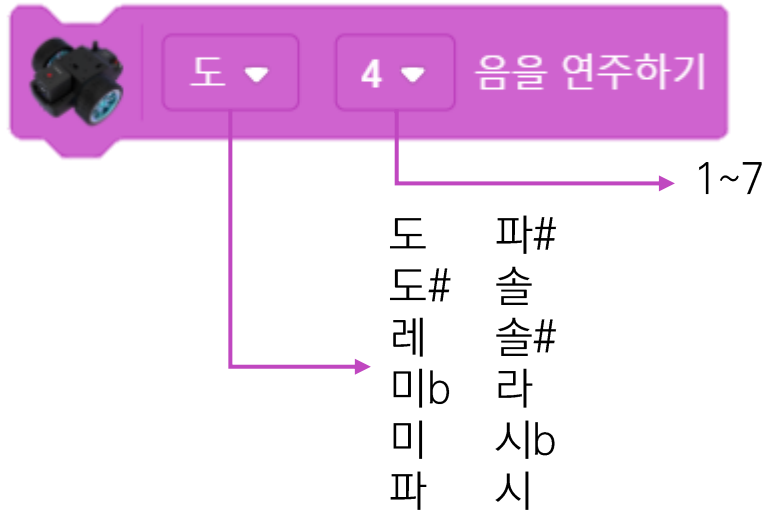 도 4 음을 연주하기
1~7
도 파#
도# 솔
레 솔#
미b 라
미 시b
파 시